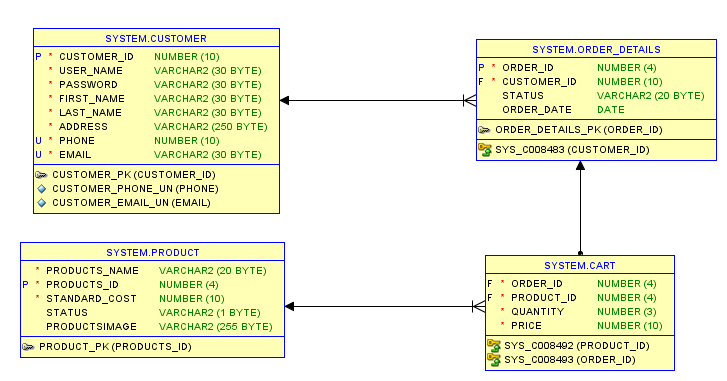 SYSTEM.CUSTOMER
P * CUSTOMER_ID NUMBER (10)
* USER_NAME VARCHAR2 (30 BYTE)
* PASSWORD VARCHAR2 (30 BYTE)
* FIRST_NAME VARCHAR2 (30 BYTE)
* LAST_NAME VARCHAR2 (30 BYTE)
* ADDRESS VARCHAR2 (250 BYTE)
U * PHONE NUMBER (10)
U * EMAIL VARCHAR2 (30 BYTE)
CUSTOMER_PK (CUSTOMER_ID)
CUSTOMER_PHONE_UN (PHONE)
CUSTOMER_EMAIL_UN (EMAIL)
SYSTEM.ORDER_DETAILS
P * ORDER_ID NUMBER (4)
F * CUSTOMER_ID NUMBER (10)
STATUS VARCHAR2 (20 BYTE)
ORDER_DATE DATE
ORDER_DETAILS_PK (ORDER_ID)
SYS_C008483 (CUSTOMER_ID)
SYSTEM.PRODUCT
* PRODUCTS_NAME VARCHAR2 (20 BYTE)
P * PRODUCTS_ID NUMBER (4)
* STANDARD_COST NUMBER (10)
STATUS VARCHAR2 (1 BYTE)
PRODUCTSIMAGE VARCHAR2 (255 BYTE)
PRODUCT_PK (PRODUCTS_ID)
SYSTEM.CART
F * ORDER_ID NUMBER (4)
F * PRODUCT_ID NUMBER (4)
* QUANTITY NUMBER (3)
* PRICE NUMBER (10)
SYS_C008492 (PRODUCT_ID)
SYS_C008493 (ORDER_ID)